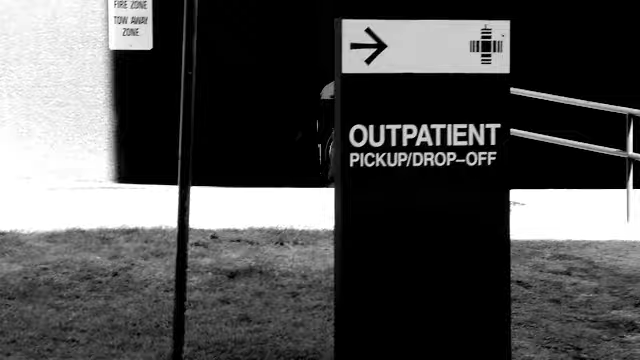 FIRE ZONE
TOW AWAY
ZONE
OUTPATIENT
PICKUP/DROP-OFF